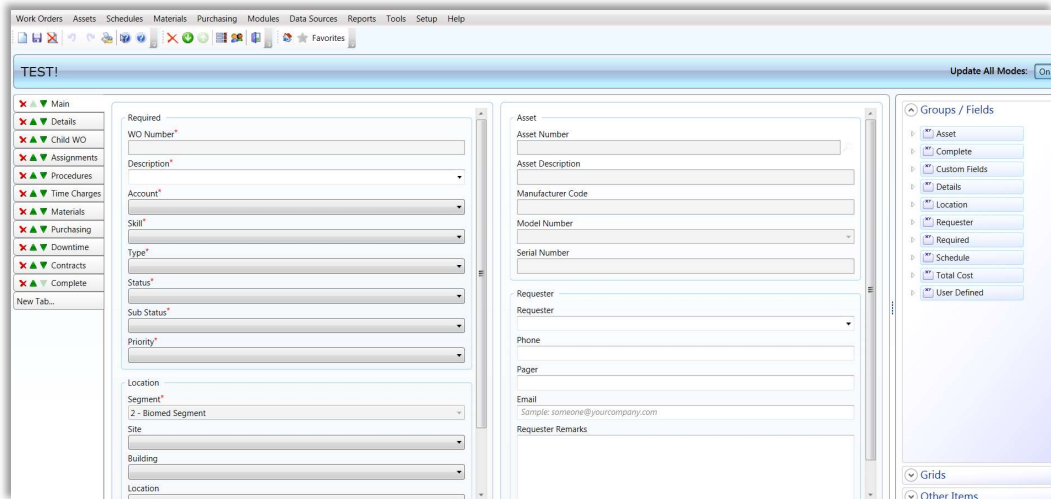 Work Orders Assets Schedules Materials Purchasing Modules Data Sources Reports Tools Setup Help
Favorites
TEST!
Update All Modes: On
Main
Details
Child WO
Assignments
Procedures
Time Charges
Materials
Purchasing
Downtime
Contracts
Complete
New Tab...
Required
WO Number*
Description*
Account*
Skill*
Type*
Status*
Sub Status*
Priority*
Location
Segment*
2 - Biomed Segment
Site
Building
Location
Asset
Asset Number
Asset Description
Manufacturer Code
Model Number
Serial Number
Requester
Requester
Phone
Pager
Email
Sample: someone@yourcompany.com
Requester Remarks
Groups / Fields
Asset
Complete
Custom Fields
Details
Location
Requester
Required
Schedule
Total Cost
User Defined
Grids
Other Items